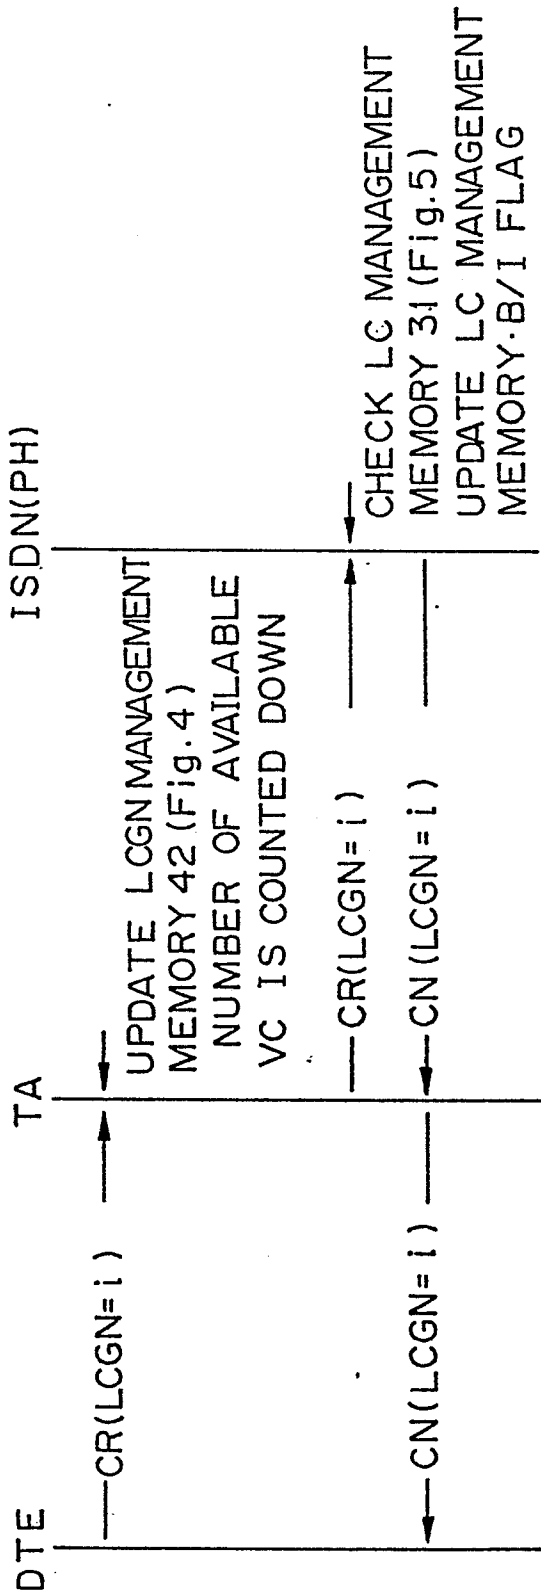 DTE
TA
ISDN(PH)
CR(LCGN=i)
UPDATE LCGN MANAGEMENT
MEMORY 42 (Fig. 4)
NUMBER OF AVAILABLE
VC IS COUNTED DOWN
CR(LCGN=i)
CHECK LC MANAGEMENT
MEMORY 31 (Fig.5)
UPDATE LC MANAGEMENT
MEMORY·B/I FLAG
CN(LCGN=i)
CN(LCGN=i)